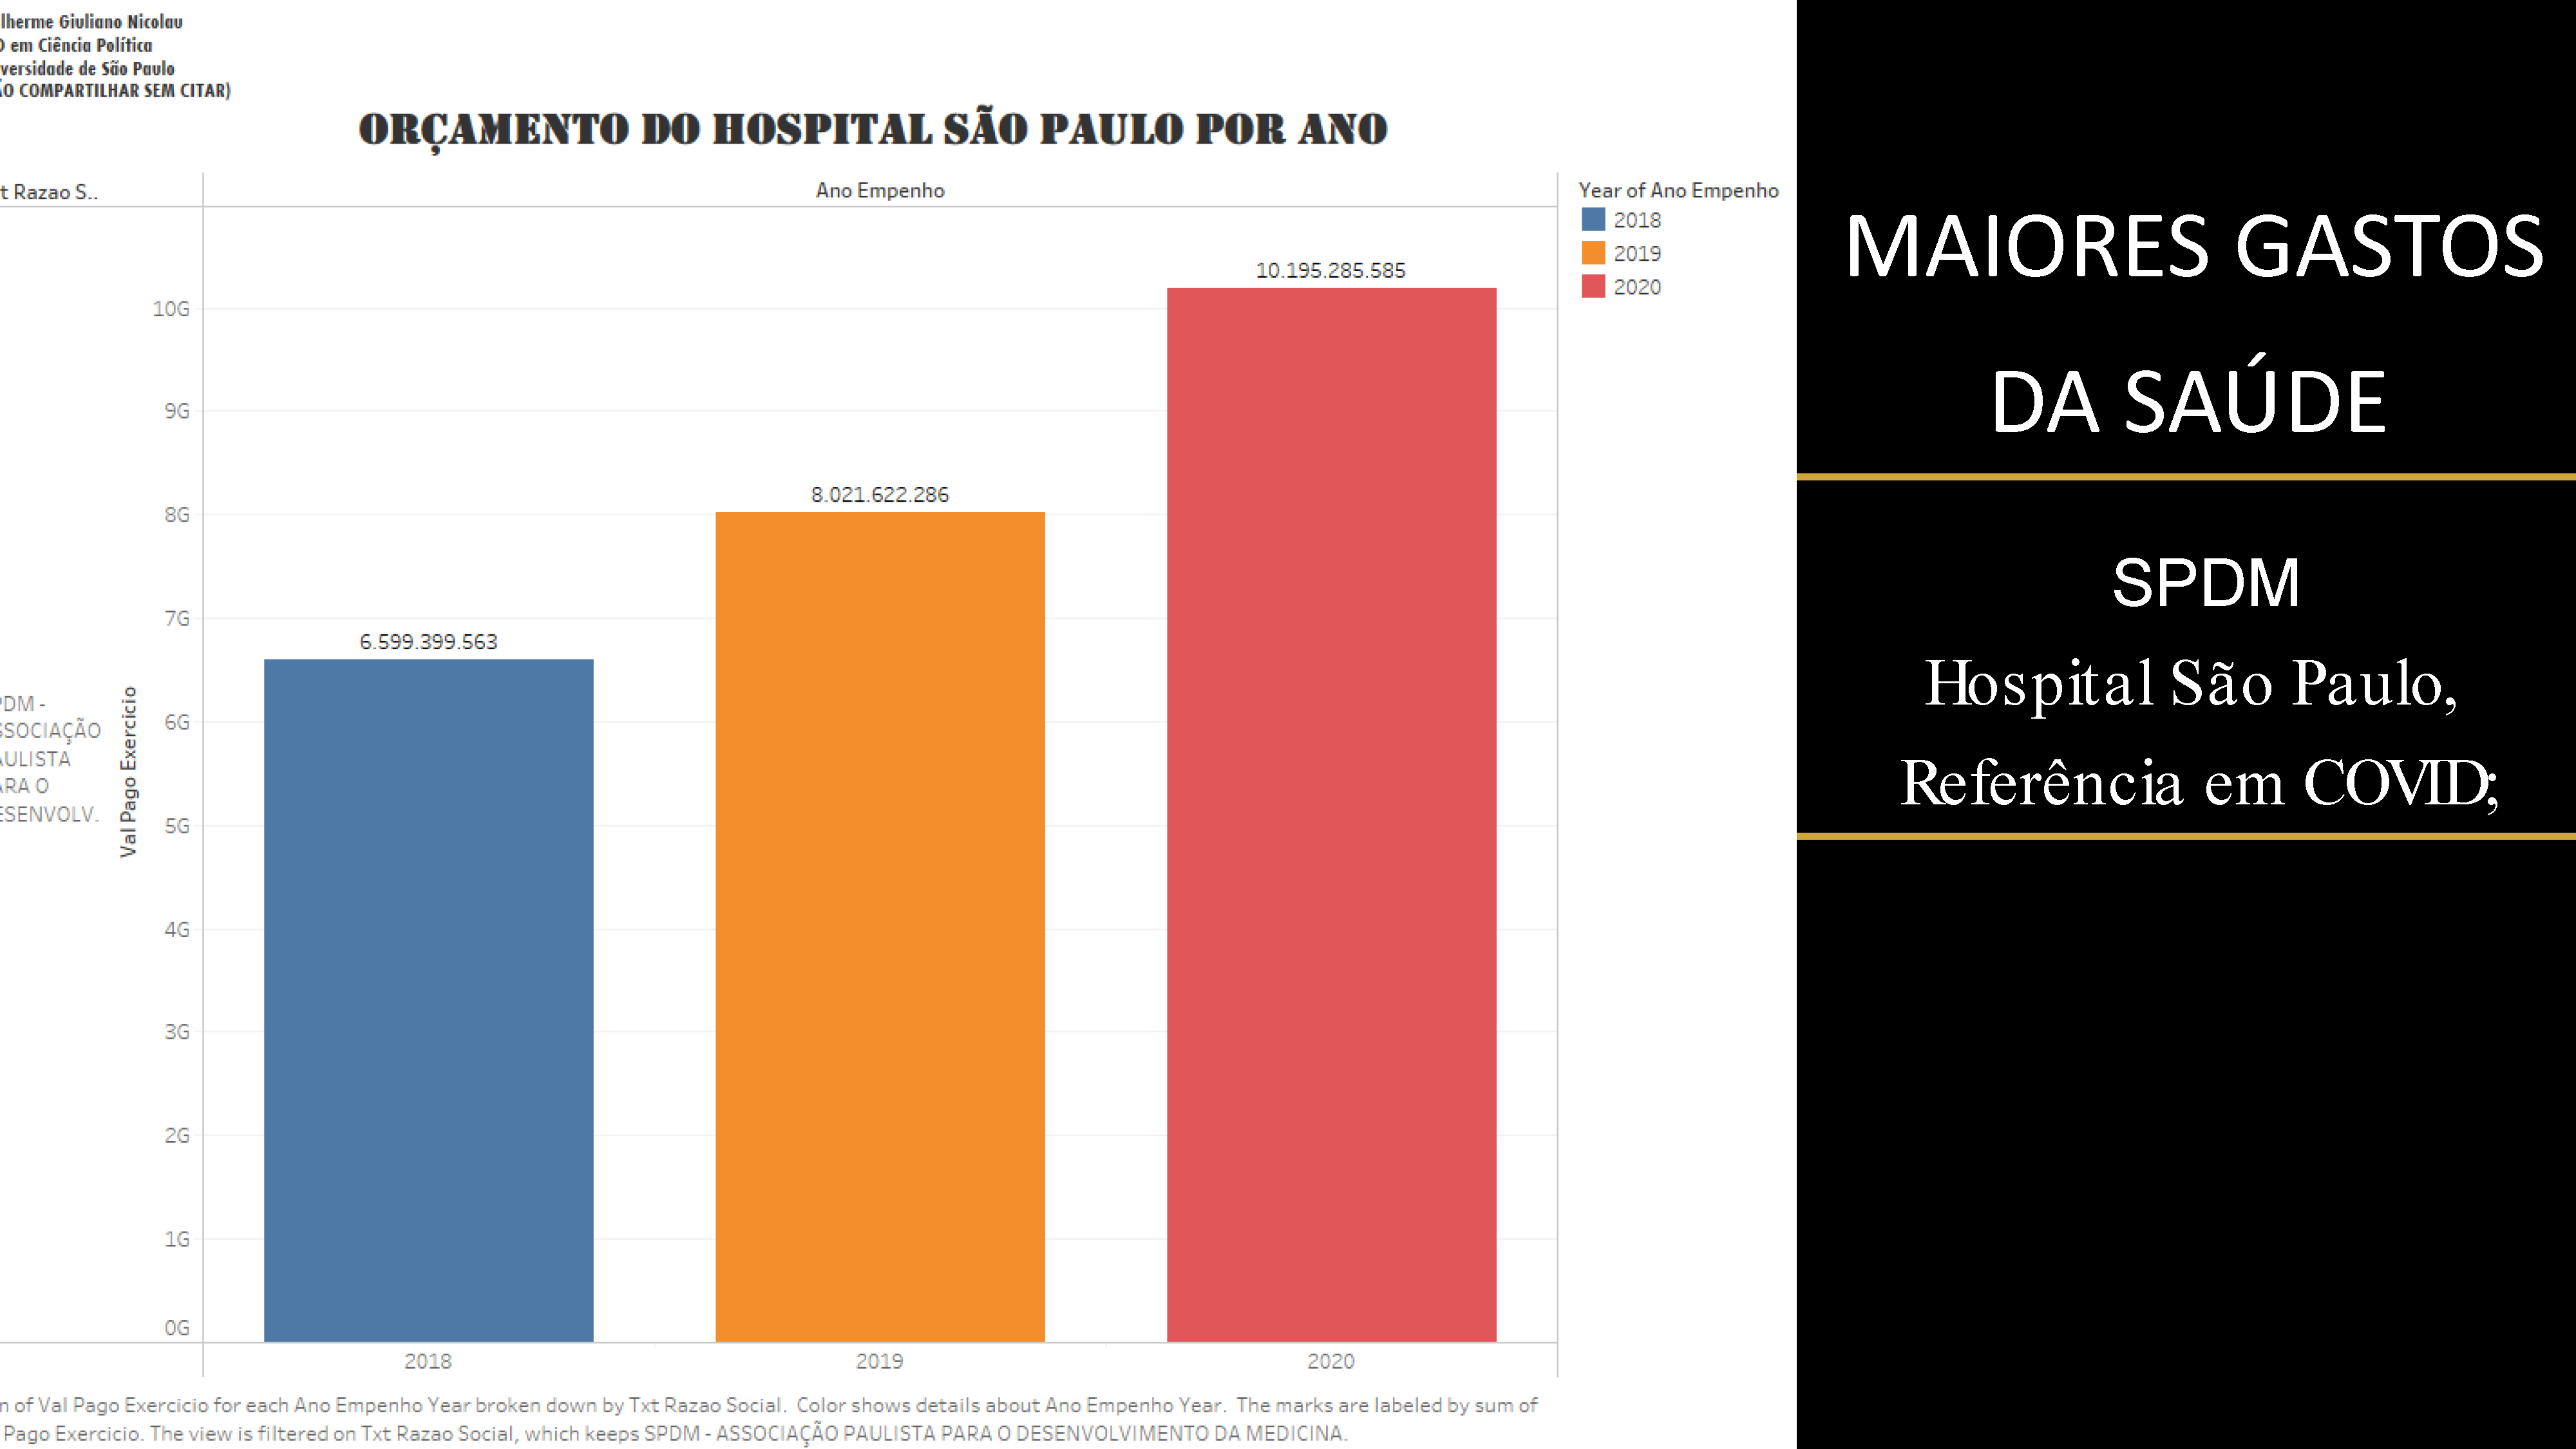 lherme Giuliano Nicolau
em Ciência Política
versidade de São Paulo
COMPARTILHAR SEM CITAR)
ORÇAMENTO DO HOSPITAL SÃO PAULO POR ANO
t Razao S..
Ano Empenho
Year of Ano Empenho
2018
2019
2020
10.195.285.585
10G
9G
8.021.622.286
8G
7G
6.599.399.563
PDM -
SSOCIAÇÃO
AULISTA
ARA O
ESENVOLV.
Val Pago Exercicio
6G
5G
4G
3G
2G
1G
0G
2018
2019
2020
n of Val Pago Exercicio for each Ano Empenho Year broken down by Txt Razao Social. Color shows details about Ano Empenho Year. The marks are labeled by sum of
Pago Exercicio. The view is filtered on Txt Razao Social, which keeps SPDM - ASSOCIAÇÃO PAULISTA PARA O DESENVOLVIMENTO DA MEDICINA.
MAIORES GASTOS
DA SAÚDE
SPDM
Hospital São Paulo,
Referência em COVID;